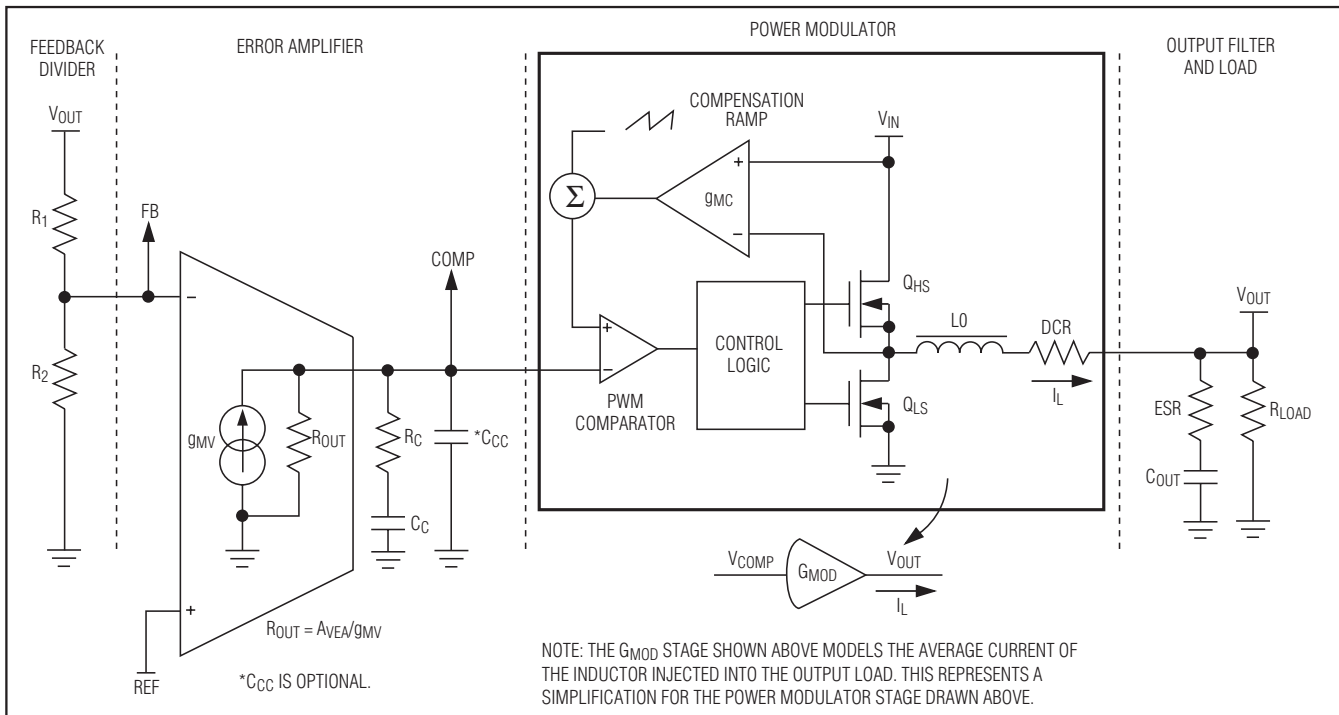 FEEDBACK
DIVIDER
ERROR AMPLIFIER
POWER MODULATOR
OUTPUT FILTER
AND LOAD
VOUT
R1
FB
R2
COMP
gMV
ROUT
RC
CC
*CCC
ROUT = AVEA/gMV
REF
*CCC IS OPTIONAL.
COMPENSATION
RAMP
Σ
gMC
VIN
PWM
COMPARATOR
CONTROL
LOGIC
QHS
QLS
L0
DCR
IL
VOUT
ESR
COUT
RLOAD
VCOMP
GMOD
VOUT
IL
NOTE: THE GMOD STAGE SHOWN ABOVE MODELS THE AVERAGE CURRENT OF
THE INDUCTOR INJECTED INTO THE OUTPUT LOAD. THIS REPRESENTS A
SIMPLIFICATION FOR THE POWER MODULATOR STAGE DRAWN ABOVE.